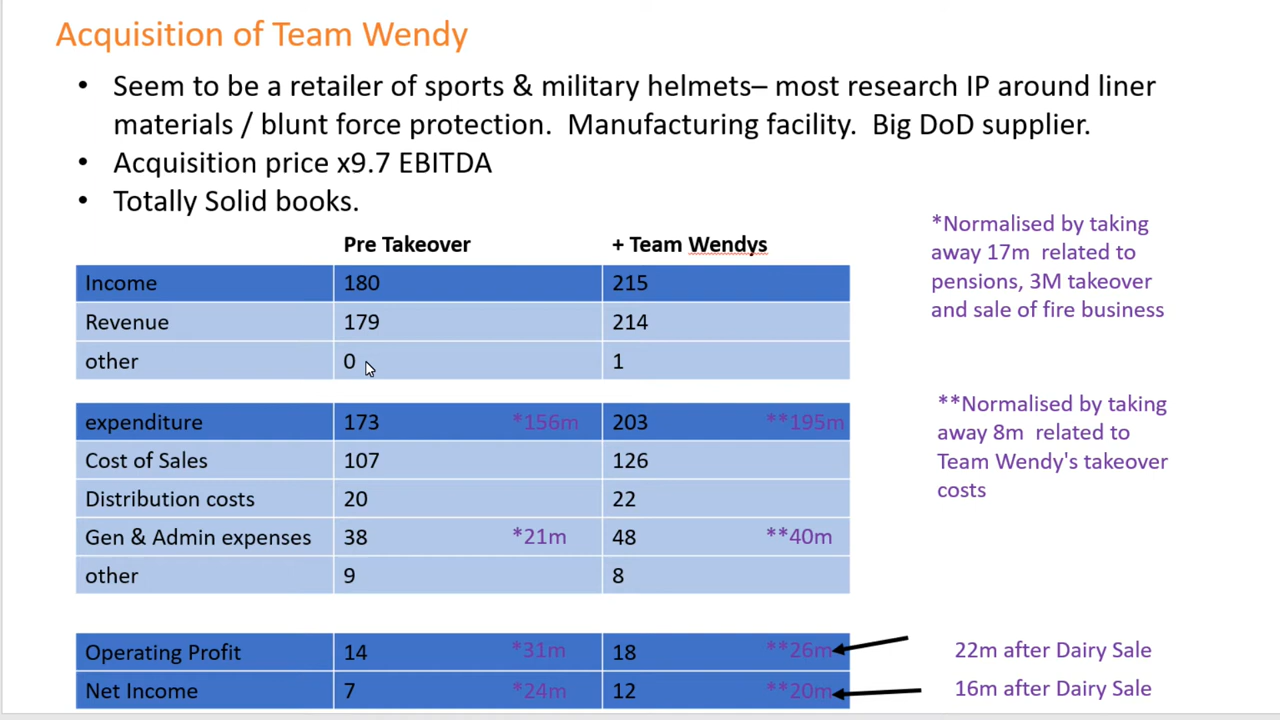 Acquisition of Team Wendy
• Seem to be a retailer of sports & military helmets– most research IP around liner
materials / blunt force protection. Manufacturing facility. Big DoD supplier.
• Acquisition price x9.7 EBITDA
• Totally Solid books.
*Normalised by taking
away 17m related to
pensions, 3M takeover
and sale of fire business
Pre Takeover + Team Wendys
Income 180 215
Revenue 179 214
other 0 1
expenditure 173 *156m 203 **195m
Cost of Sales 107 126
Distribution costs 20 22
Gen & Admin expenses 38 *21m 48 **40m
other 9 8
**Normalised by taking
away 8m related to
Team Wendy's takeover
costs
Operating Profit 14 *31m 18 **26m 22m after Dairy Sale
Net Income 7 *24m 12 **20m 16m after Dairy Sale